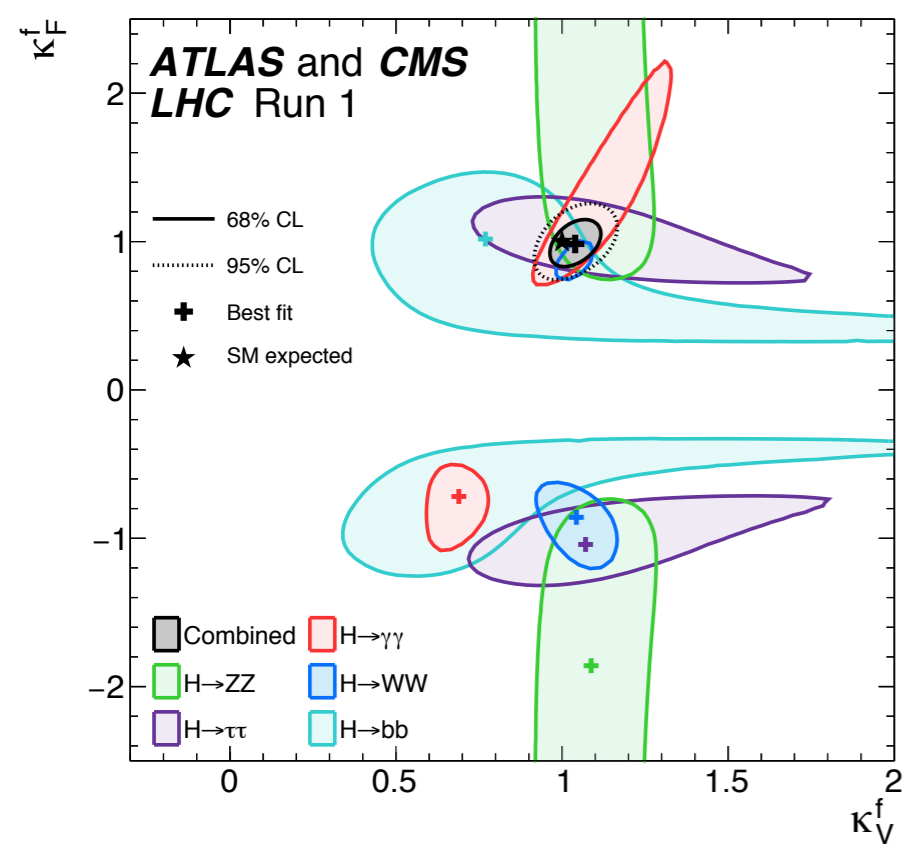 κ_F^f
ATLAS and CMS
LHC Run 1
2
68% CL
1
95% CL
Best fit
SM expected
0
−1
Combined
H→γγ
H→ZZ
H→WW
−2
H→ττ
H→bb
0
0.5
1
1.5
2
κ_V^f